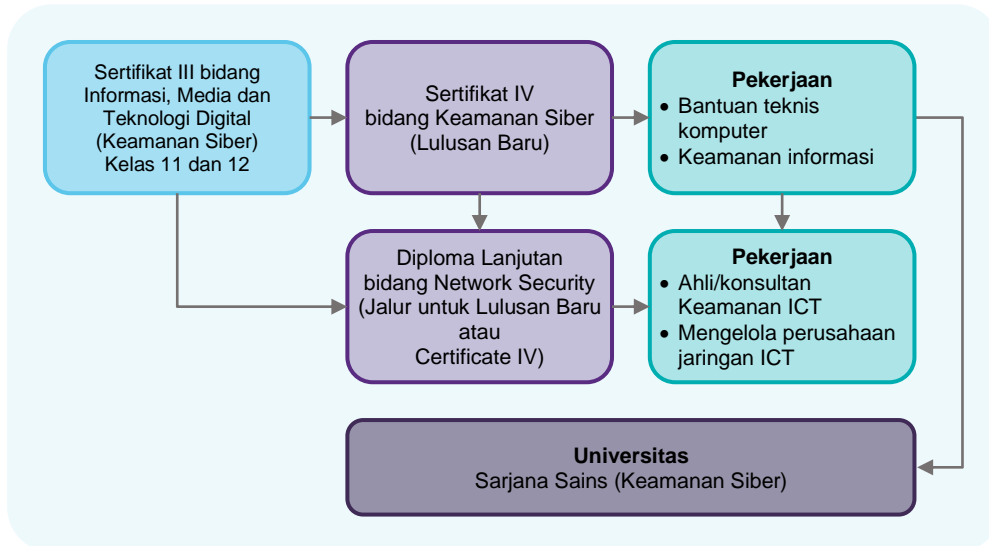 Sertifikat III bidang
Informasi, Media dan
Teknologi Digital
(Keamanan Siber)
Kelas 11 dan 12
Sertifikat IV
bidang Keamanan Siber
(Lulusan Baru)
Pekerjaan
• Bantuan teknis
komputer
• Keamanan informasi
Diploma Lanjutan
bidang Network Security
(Jalur untuk Lulusan Baru
atau
Certificate IV)
Pekerjaan
• Ahli/konsultan
Keamanan ICT
• Mengelola perusahaan
jaringan ICT
Universitas
Sarjana Sains (Keamanan Siber)